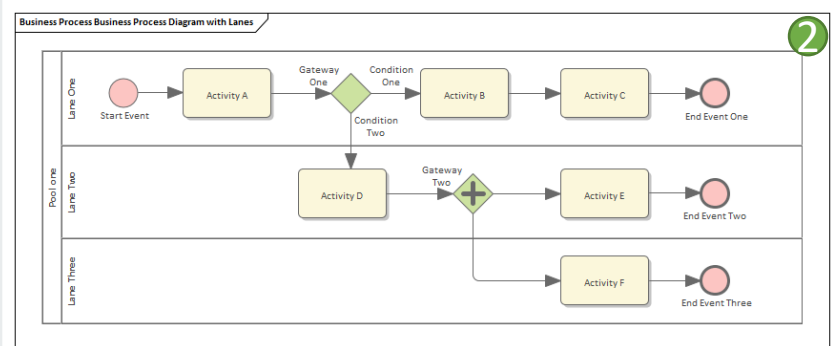 Business Process Business Process Diagram with Lanes
2
Pool one
Lane One
Start Event
Activity A
Gateway
One
Condition
One
Condition
Two
Activity B
Activity C
End Event One
Lane Two
Activity D
Gateway
Two
Activity E
End Event Two
Lane Three
Activity F
End Event Three